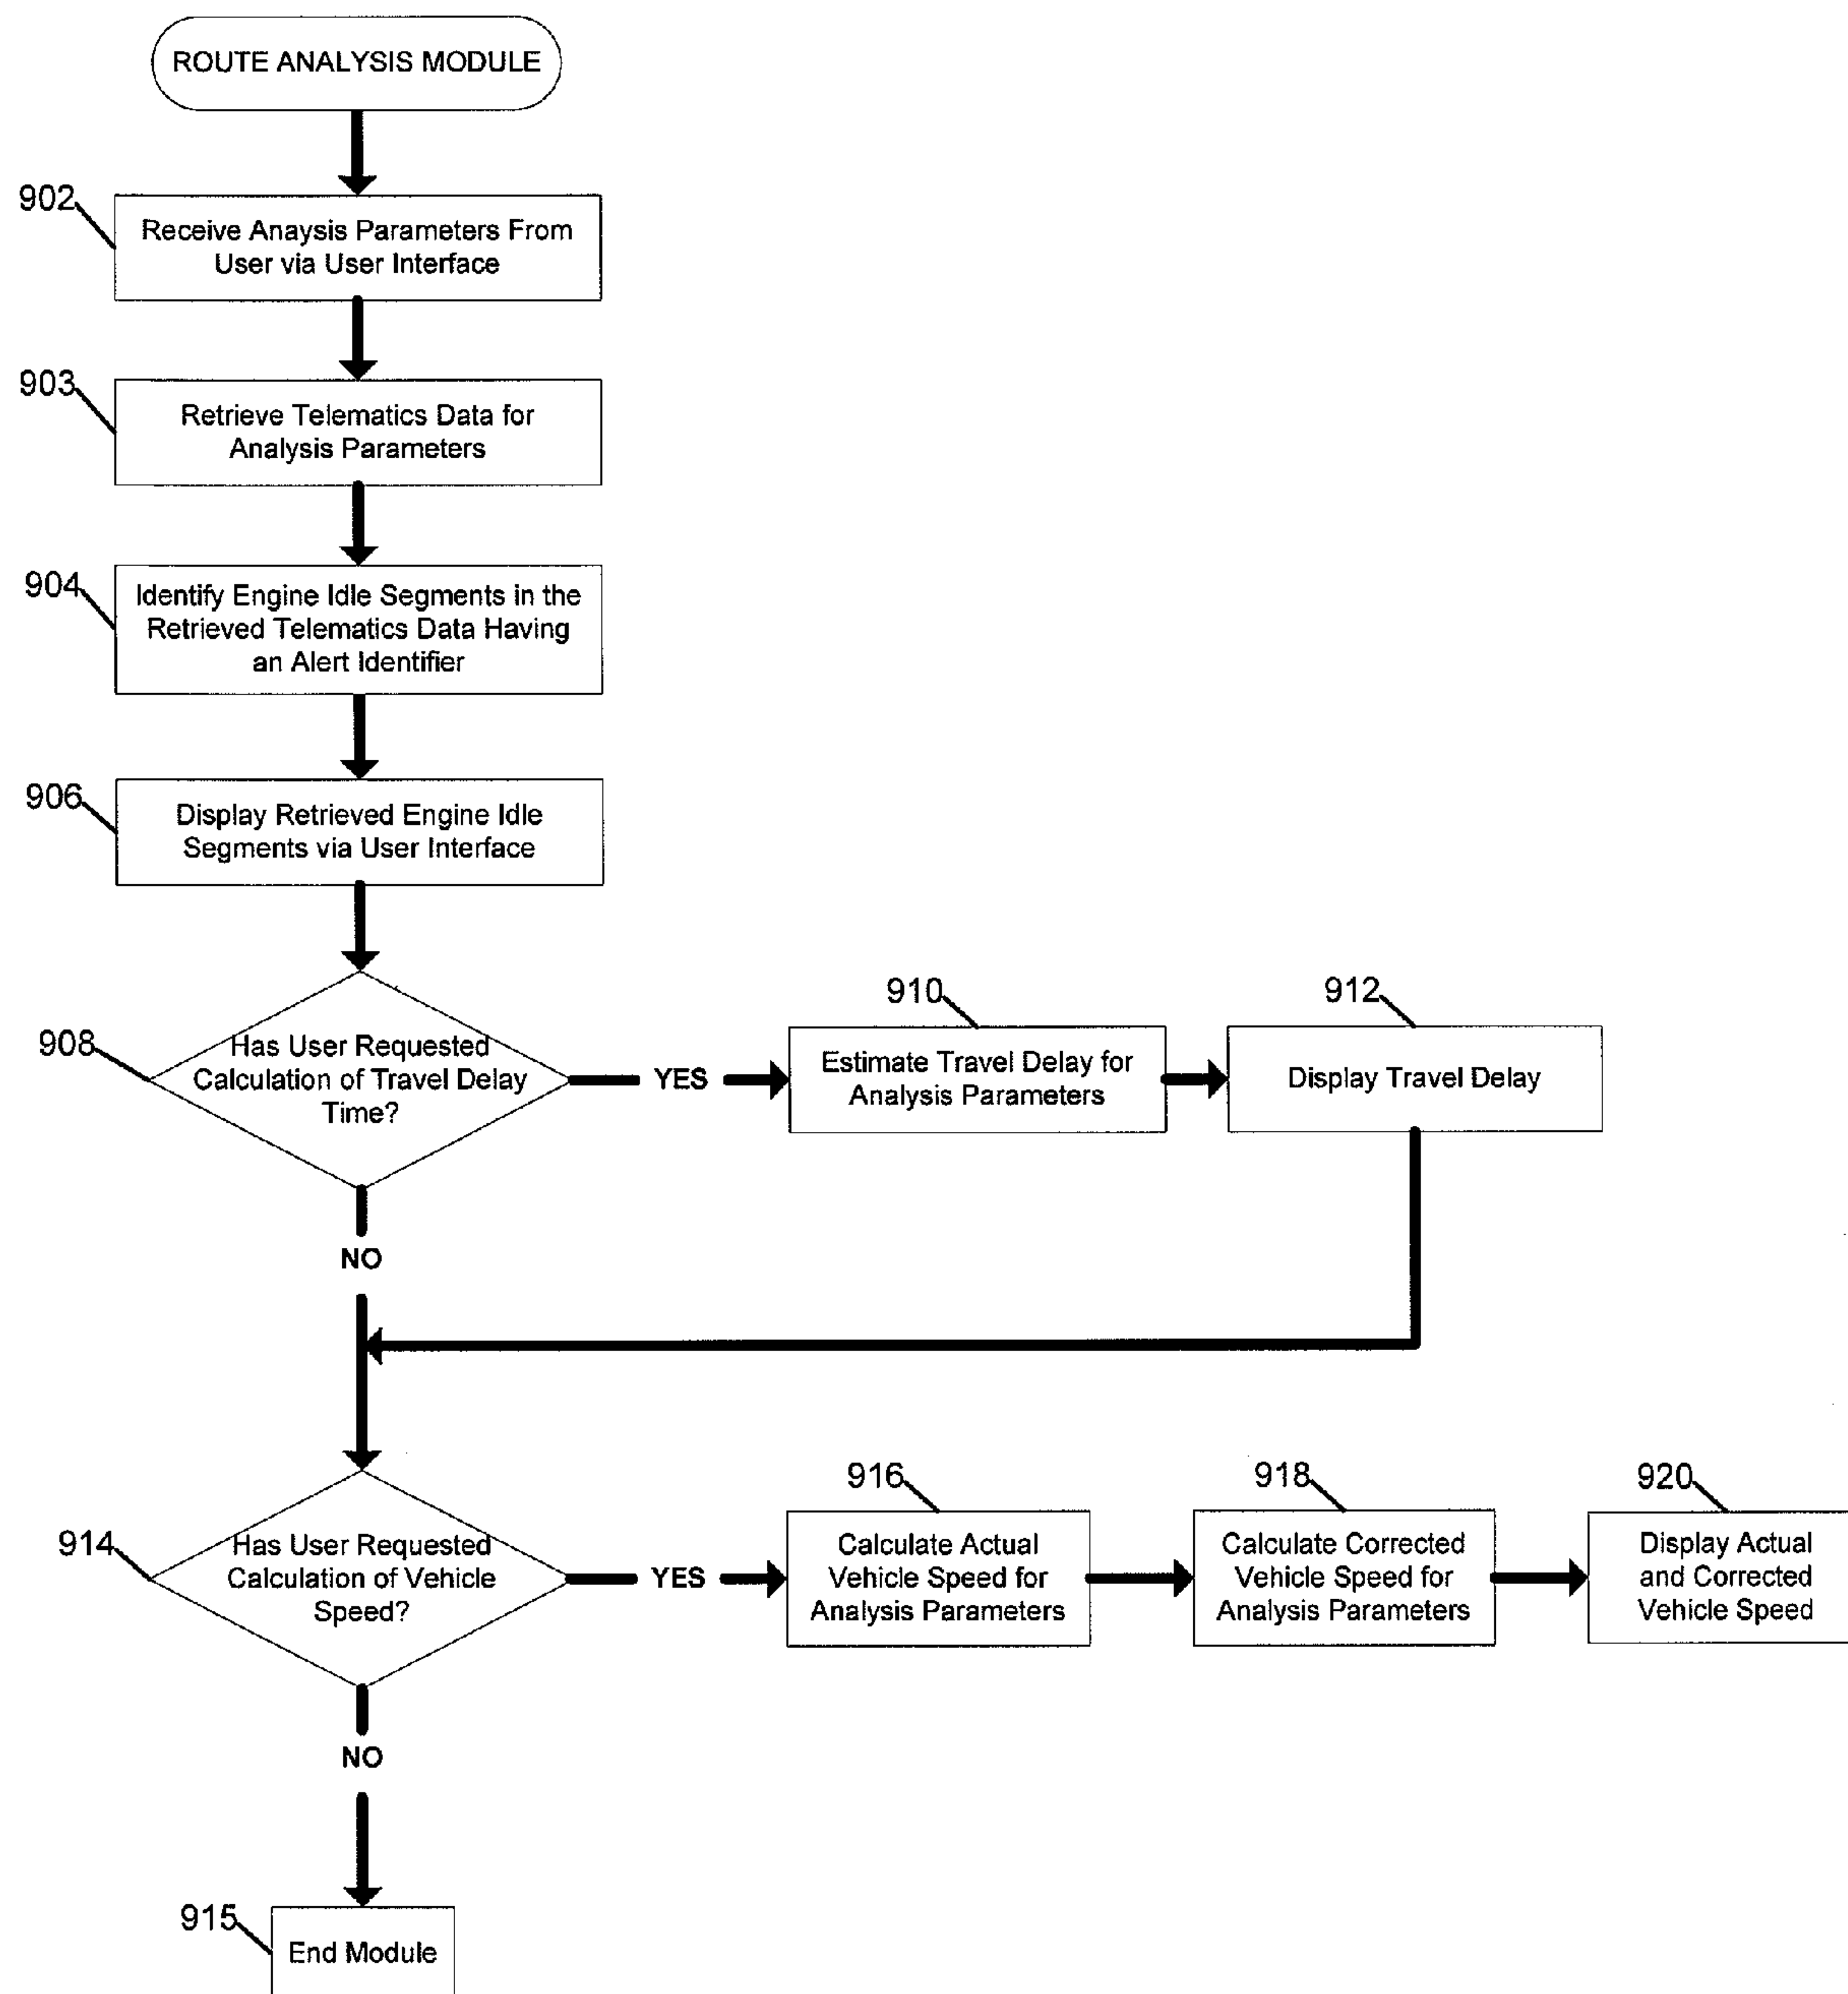 ROUTE ANALYSIS MODULE
902
Receive Anaysis Parameters From
User via User Interface
903
Retrieve Telematics Data for
Analysis Parameters
904
Identify Engine Idle Segments in the
Retrieved Telematics Data Having
an Alert Identifier
906
Display Retrieved Engine Idle
Segments via User Interface
908
Has User Requested
Calculation of Travel Delay
Time?
YES
910
Estimate Travel Delay for
Analysis Parameters
912
Display Travel Delay
NO
914
Has User Requested
Calculation of Vehicle
Speed?
YES
916
Calculate Actual
Vehicle Speed for
Analysis Parameters
918
Calculate Corrected
Vehicle Speed for
Analysis Parameters
920
Display Actual
and Corrected
Vehicle Speed
NO
915
End Module